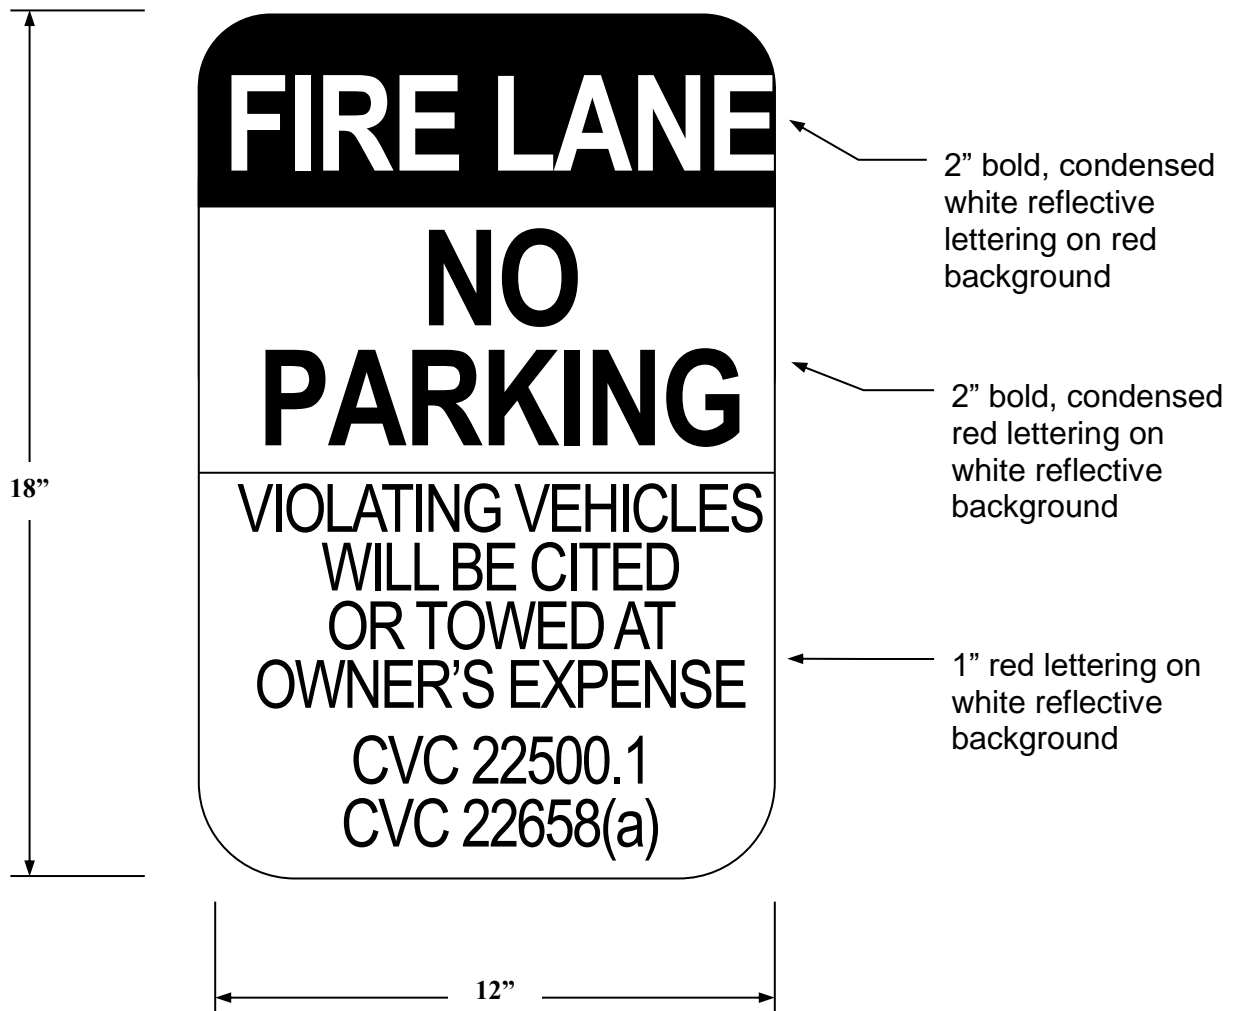 FIRE LANE
NO
PARKING
VIOLATING VEHICLES
WILL BE CITED
OR TOWED AT
OWNER’S EXPENSE
CVC 22500.1
CVC 22658(a)
2” bold, condensed
white reflective
lettering on red
background
2” bold, condensed
red lettering on
white reflective
background
1” red lettering on
white reflective
background
18”
12”